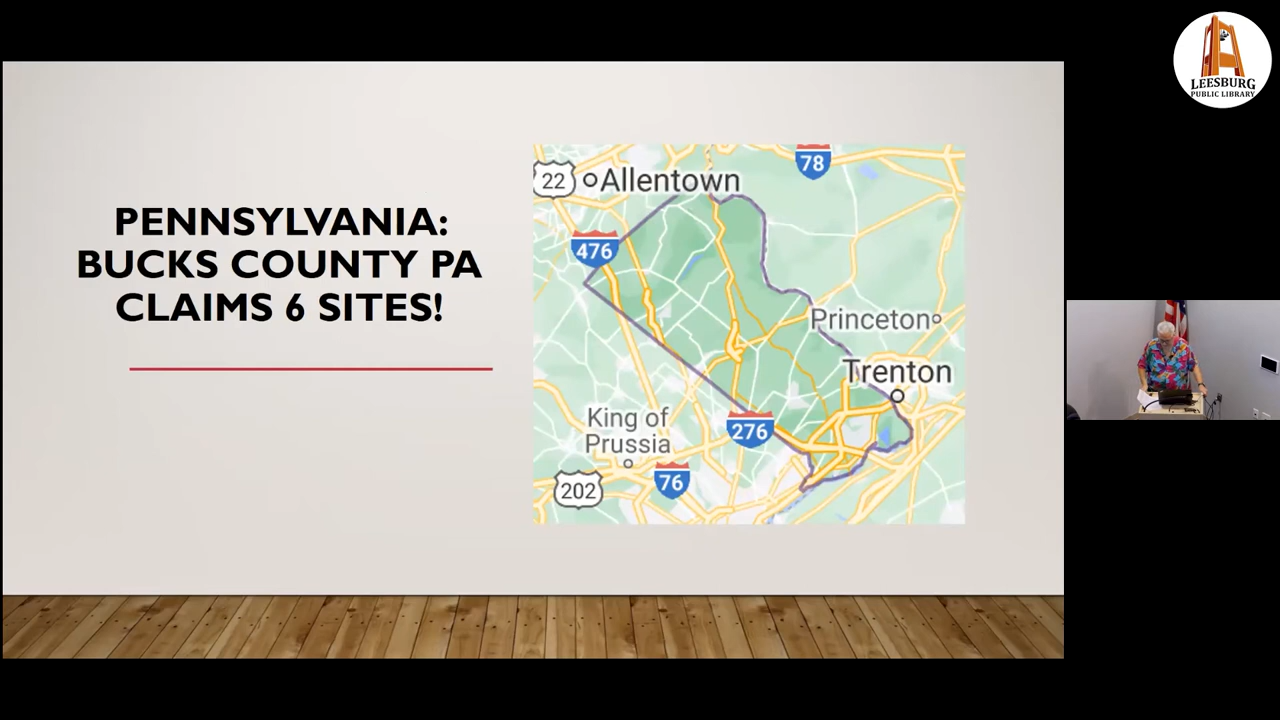 LEESBURG
PUBLIC LIBRARY
PENNSYLVANIA:
BUCKS COUNTY PA
CLAIMS 6 SITES!
78
22
Allentown
476
Princeton
Trenton
King of
Prussia
276
76
202